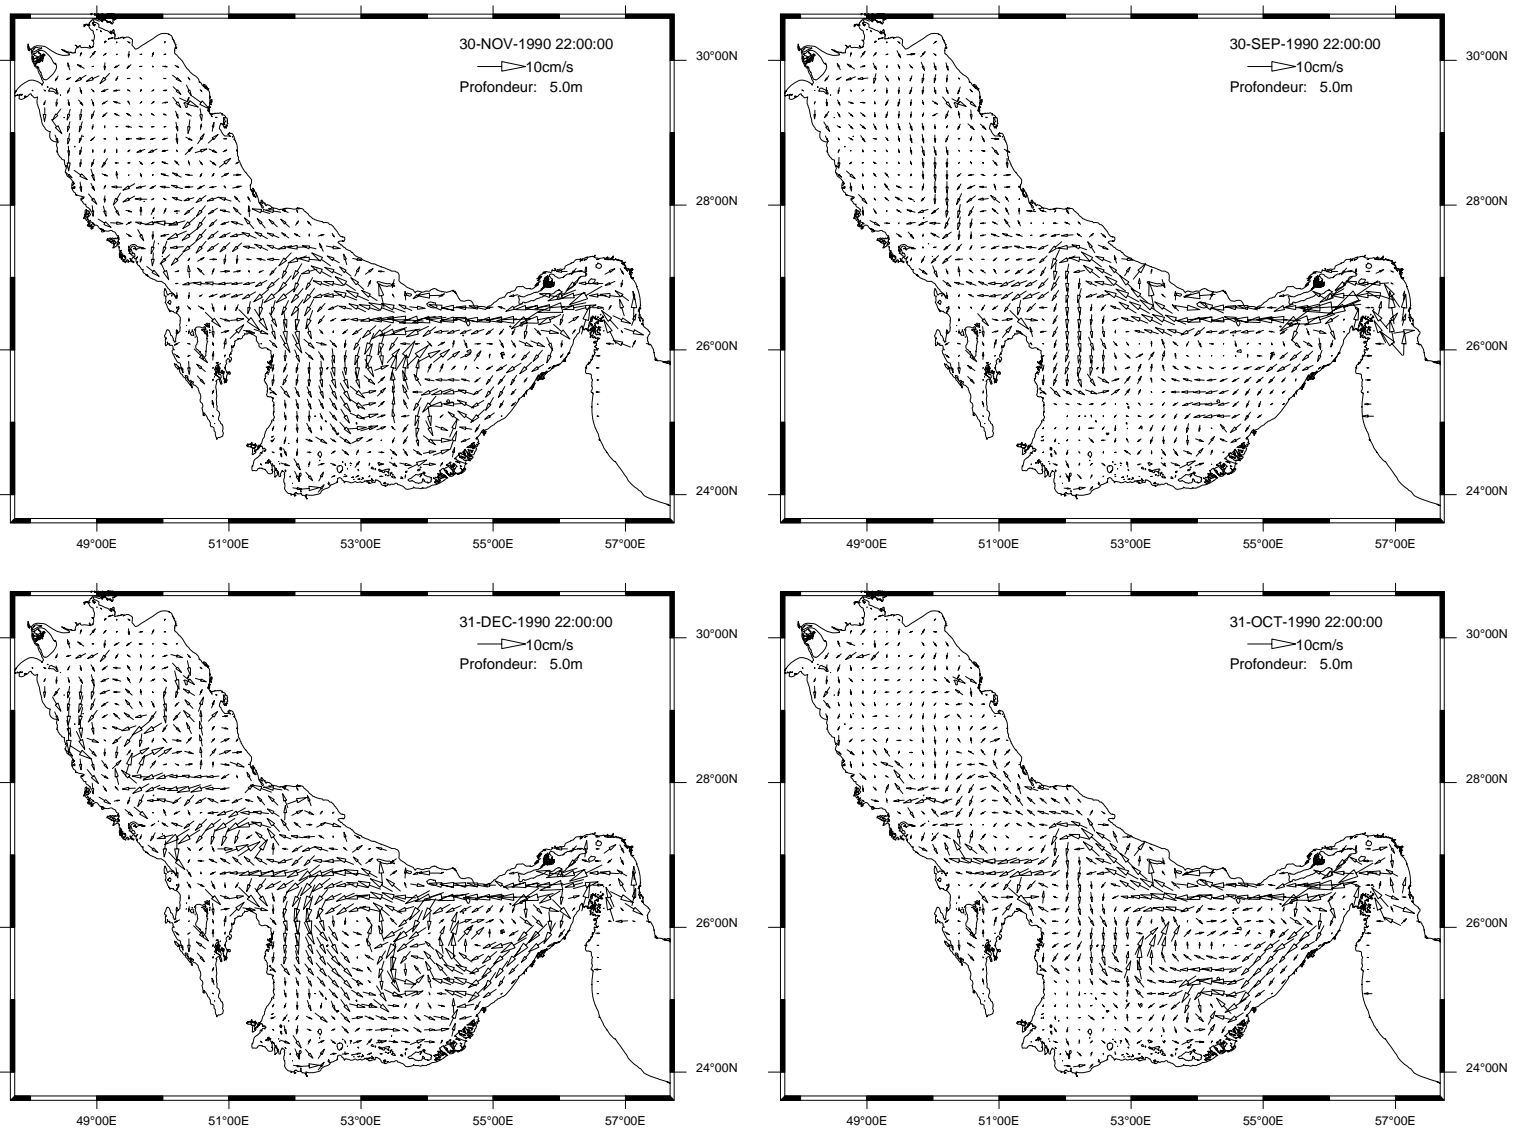 30-NOV-1990 22:00:00
10cm/s
Profondeur: 5.0m
30°00N
28°00N
26°00N
24°00N
49°00E 51°00E 53°00E 55°00E 57°00E
30-SEP-1990 22:00:00
10cm/s
Profondeur: 5.0m
30°00N
28°00N
26°00N
24°00N
49°00E 51°00E 53°00E 55°00E 57°00E
31-DEC-1990 22:00:00
10cm/s
Profondeur: 5.0m
30°00N
28°00N
26°00N
24°00N
49°00E 51°00E 53°00E 55°00E 57°00E
31-OCT-1990 22:00:00
10cm/s
Profondeur: 5.0m
30°00N
28°00N
26°00N
24°00N
49°00E 51°00E 53°00E 55°00E 57°00E